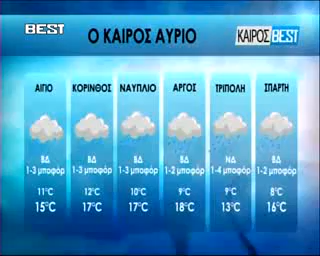 BEST
Ο ΚΑΙΡΟΣ ΑΥΡΙΟ
ΚΑΙΡΟΣ BEST
ΑΙΓΙΟ ΚΟΡΙΝΘΟΣ ΝΑΥΠΛΙΟ ΑΡΓΟΣ ΤΡΙΠΟΛΗ ΣΠΑΡΤΗ
ΒΔ ΒΔ ΒΔ ΒΔ ΝΔ ΒΔ
1-3 μποφόρ 1-3 μποφόρ 1-3 μποφόρ 1-2 μποφόρ 1-4 μποφόρ 1-2 μποφόρ
11°C 12°C 10°C 9°C 9°C 8°C
15°C 17°C 17°C 18°C 13°C 16°C